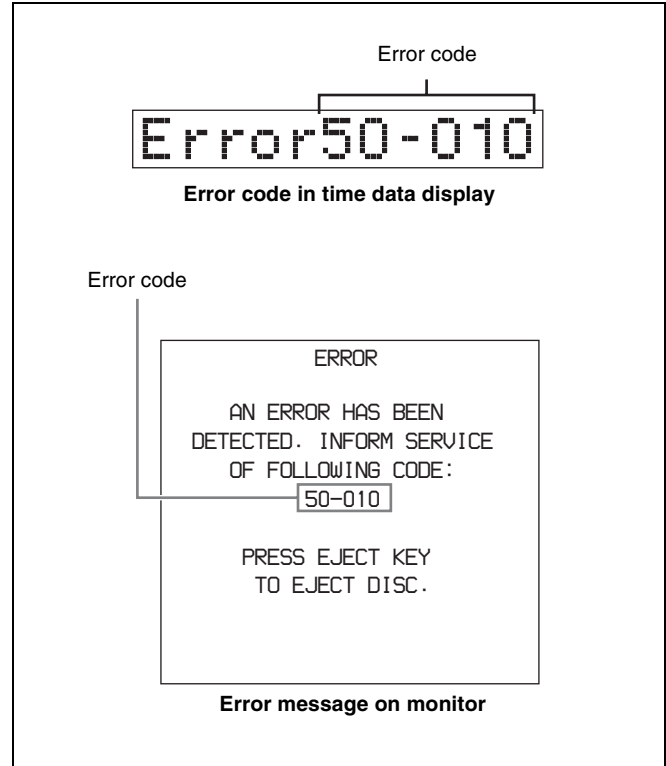 Error code
Error50-010
Error code in time data display
Error code
ERROR
AN ERROR HAS BEEN
DETECTED. INFORM SERVICE
OF FOLLOWING CODE:
50-010
PRESS EJECT KEY
TO EJECT DISC.
Error message on monitor